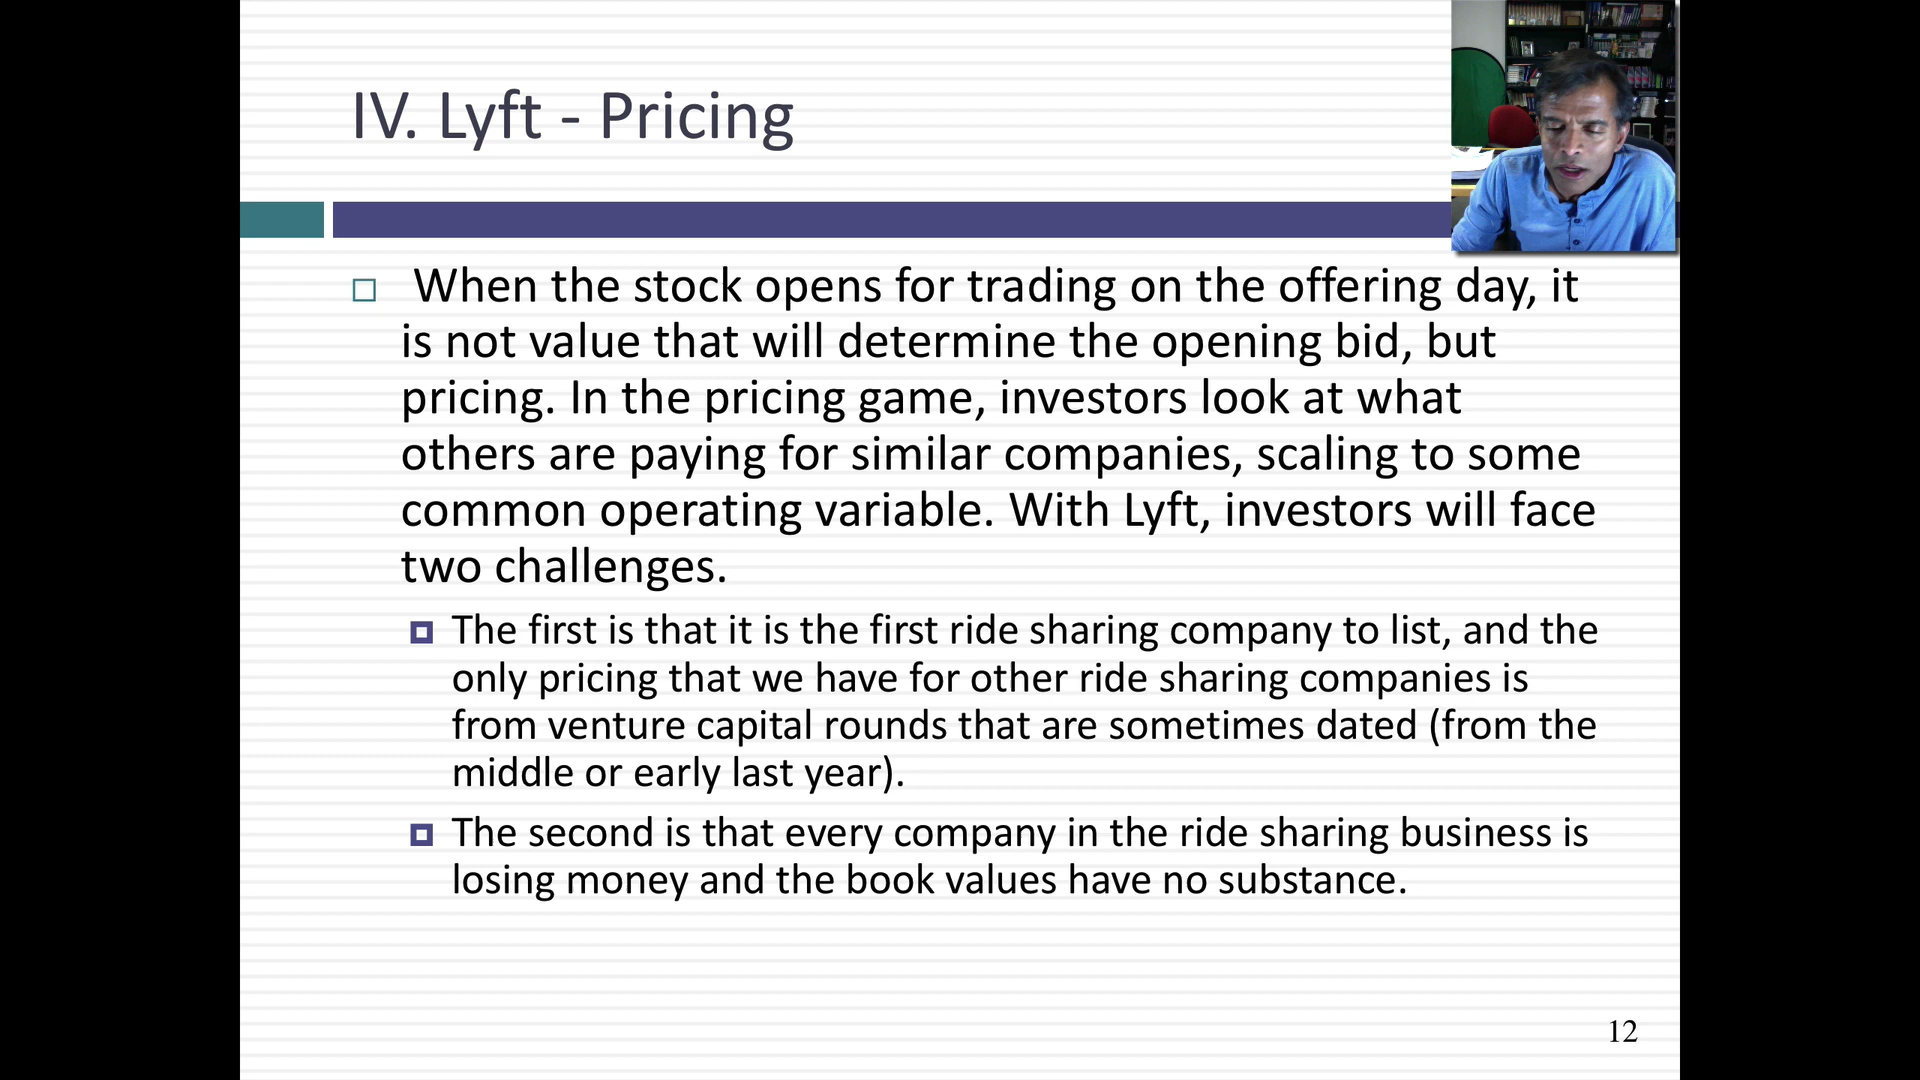 IV. Lyft - Pricing
When the stock opens for trading on the offering day, it
is not value that will determine the opening bid, but
pricing. In the pricing game, investors look at what
others are paying for similar companies, scaling to some
common operating variable. With Lyft, investors will face
two challenges.
The first is that it is the first ride sharing company to list, and the
only pricing that we have for other ride sharing companies is
from venture capital rounds that are sometimes dated (from the
middle or early last year).
The second is that every company in the ride sharing business is
losing money and the book values have no substance.
12